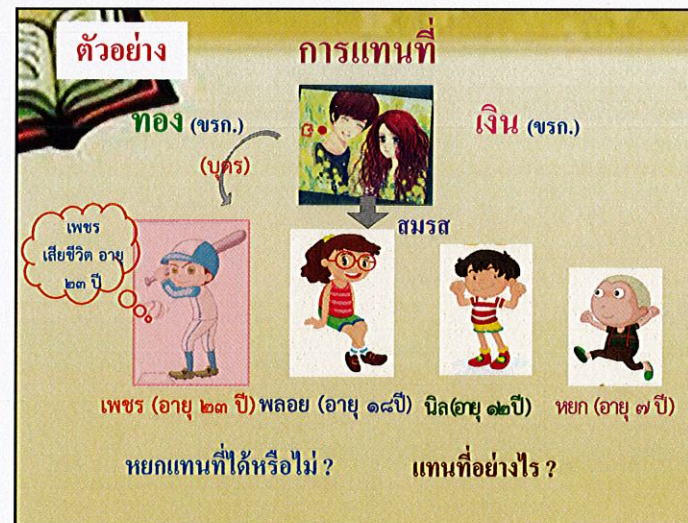 ตัวอย่าง
การแทนที่
ทอง (ขรก.)
เงิน (ขรก.)
(บุตร)
สมรส
เพชร
เสียชีวิต อายุ
๒๓ ปี
เพชร (อายุ ๒๓ ปี) พลอย (อายุ ๑๘ปี) นิล(อายุ ๑๒ปี) หยก (อายุ ๗ ปี)
หยกแทนที่ได้หรือไม่ ? แทนที่อย่างไร ?